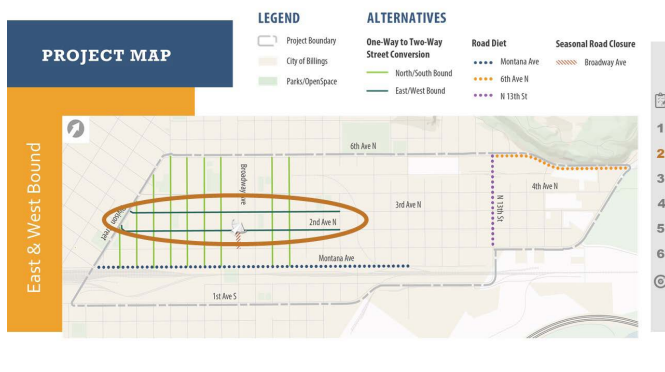 PROJECT MAP
LEGEND
Project Boundary
City of Billings
Parks/OpenSpace
ALTERNATIVES
One-Way to Two-Way
Street Conversion
North/South Bound
East/West Bound
Road Diet
Montana Ave
6th Ave N
N 13th St
Seasonal Road Closure
Broadway Ave
East & West Bound
6th Ave N
Broadway Ave
3rd Ave N
2nd Ave N
N 13th St
4th Ave N
Montana Ave
1st Ave S
1
2
3
4
5
6